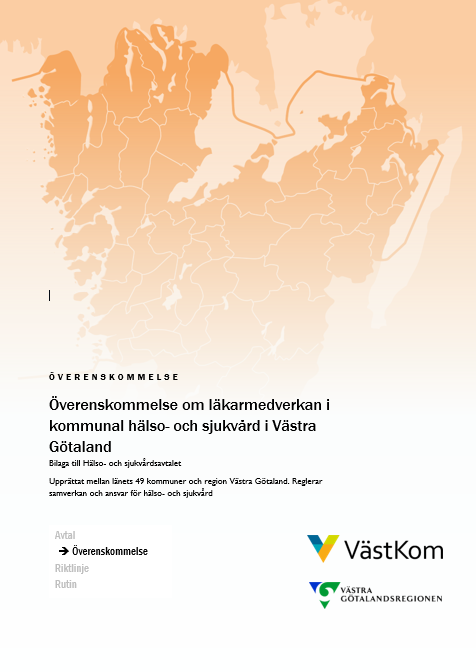 ÖVERENSKOMMELSE
Överenskommelse om läkarmedverkan i
kommunal hälso- och sjukvård i Västra
Götaland
Bilaga till Hälso- och sjukvårdsavtalet
Upprättat mellan länets 49 kommuner och region Västra Götaland. Reglerar
samverkan och ansvar för hälso- och sjukvård
Avtal
→ Överenskommelse
Riktlinje
Rutin
VästKom
VÄSTRA
GÖTALANDSREGIONEN